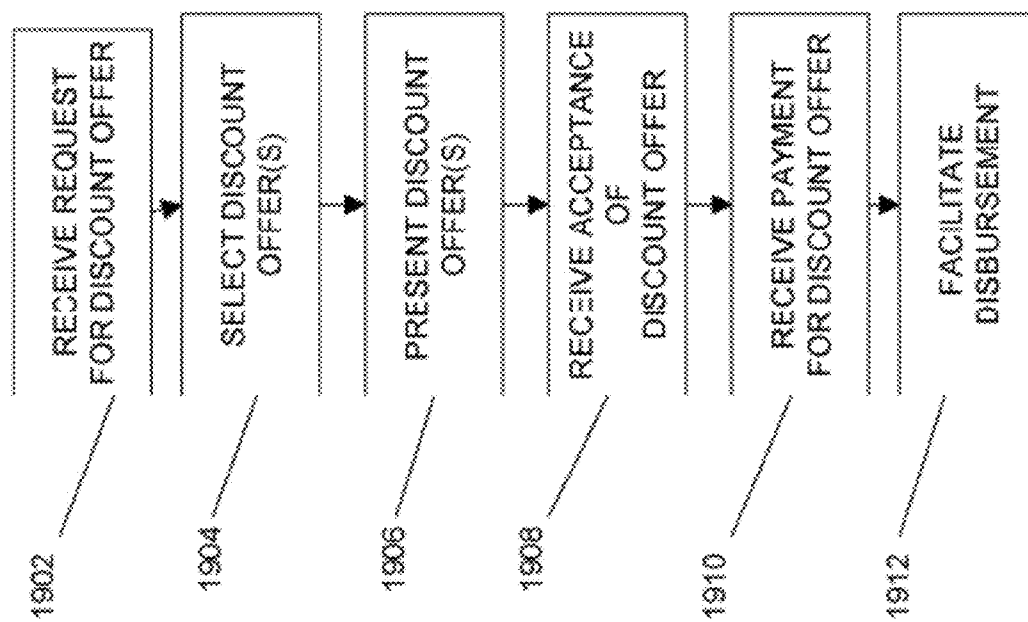 1902
RECEIVE REQUEST
FOR DISCOUNT OFFER
1904
SELECT DISCOUNT
OFFER(S)
1906
PRESENT DISCOUNT
OFFER(S)
1908
RECEIVE ACCEPTANCE
OF
DISCOUNT OFFER
1910
RECEIVE PAYMENT
FOR DISCOUNT OFFER
1912
FACILITATE
DISBURSEMENT